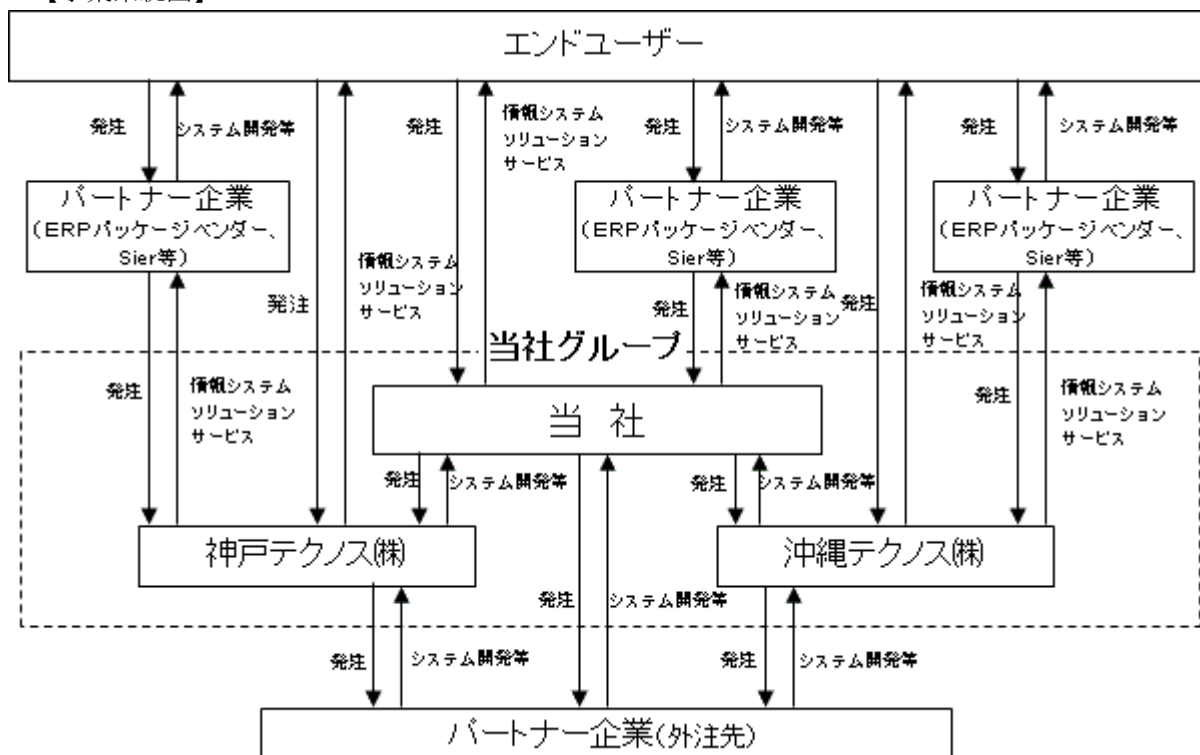 エンドユーザー
発注
システム開発等
発注
情報システム
ソリューション
サービス
発注
システム開発等
発注
システム開発等
パートナー企業
(ERPパッケージベンダー、
Sier等)
パートナー企業
(ERPパッケージベンダー、
Sier等)
パートナー企業
(ERPパッケージベンダー、
Sier等)
発注
情報システム
ソリューション
サービス
発注
情報システム
ソリューション
サービス
発注
情報システム
ソリューション
サービス
当社グループ
発注
情報システム
ソリューション
サービス
当 社
発注
情報システム
ソリューション
サービス
発注
システム開発等
発注
システム開発等
神戸テクノス㈱
沖縄テクノス㈱
発注
システム開発等
発注
システム開発等
発注
システム開発等
パートナー企業(外注先)